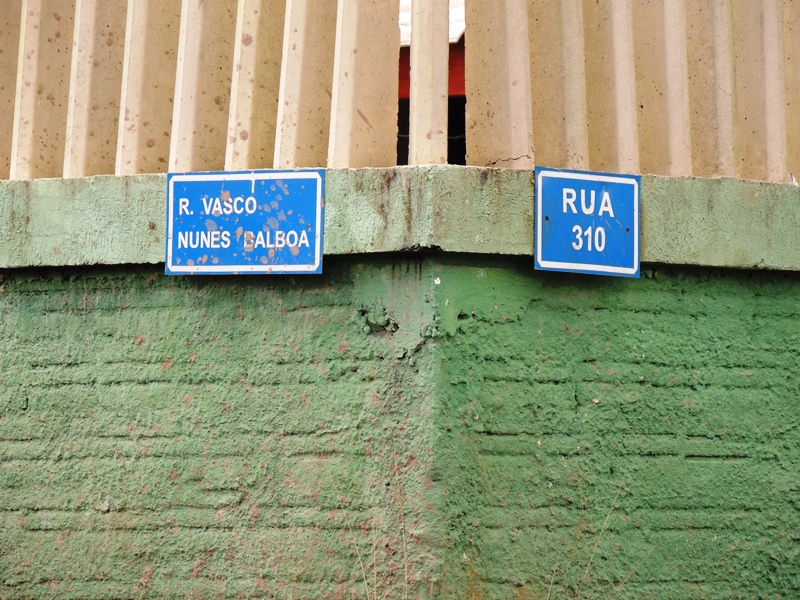 R. VASCO
NUNES BALBOA
RUA
310